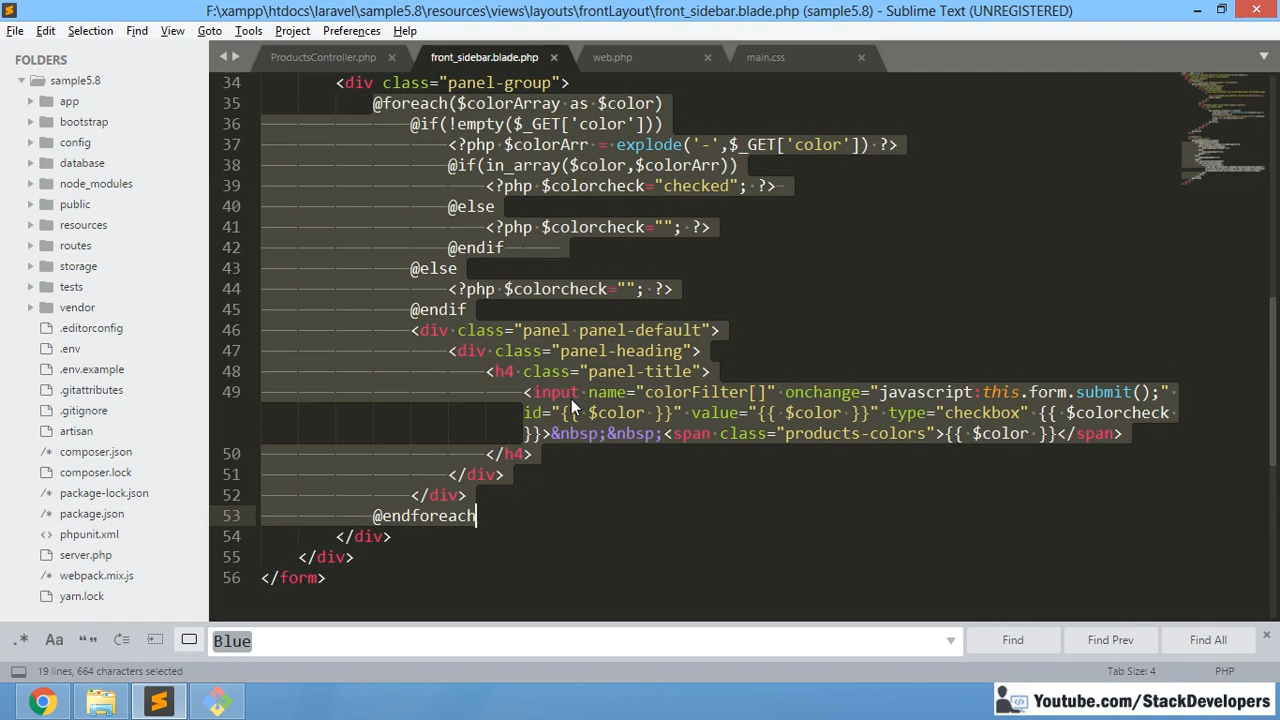 F:\xampp\htdocs\laravel\sample5.8\resources\views\layouts\frontLayout\front_sidebar.blade.php (sample5.8) - Sublime Text (UNREGISTERED)
File Edit Selection Find View Goto Tools Project Preferences Help
FOLDERS
sample5.8
app
bootstrap
config
database
node_modules
public
resources
routes
storage
tests
vendor
.editorconfig
.env
.env.example
.gitattributes
.gitignore
artisan
composer.json
composer.lock
package-lock.json
package.json
phpunit.xml
server.php
webpack.mix.js
yarn.lock
ProductsController.php front_sidebar.blade.php web.php main.css
34 <div class="panel-group">
35 @foreach($colorArray as $color)
36 @if(!empty($_GET['color']))
37 <?php $colorArr = explode('-',$_GET['color']) ?>
38 @if(in_array($color,$colorArr))
39 <?php $colorcheck="checked"; ?>
40 @else
41 <?php $colorcheck=""; ?>
42 @endif
43 @else
44 <?php $colorcheck=""; ?>
45 @endif
46 <div class="panel panel-default">
47 <div class="panel-heading">
48 <h4 class="panel-title">
49 <input name="colorFilter[]" onchange="javascript:this.form.submit();"
id="{{ $color }}" value="{{ $color }}" type="checkbox" {{ $colorcheck
}}>&nbsp;&nbsp;<span class="products-colors">{{ $color }}</span>
50 </h4>
51 </div>
52 </div>
53 @endforeach
54 </div>
55 </div>
56 </form>
.* Aa “” Blue Find Find Prev Find All
19 lines, 664 characters selected Tab Size: 4 PHP
Youtube.com/StackDevelopers